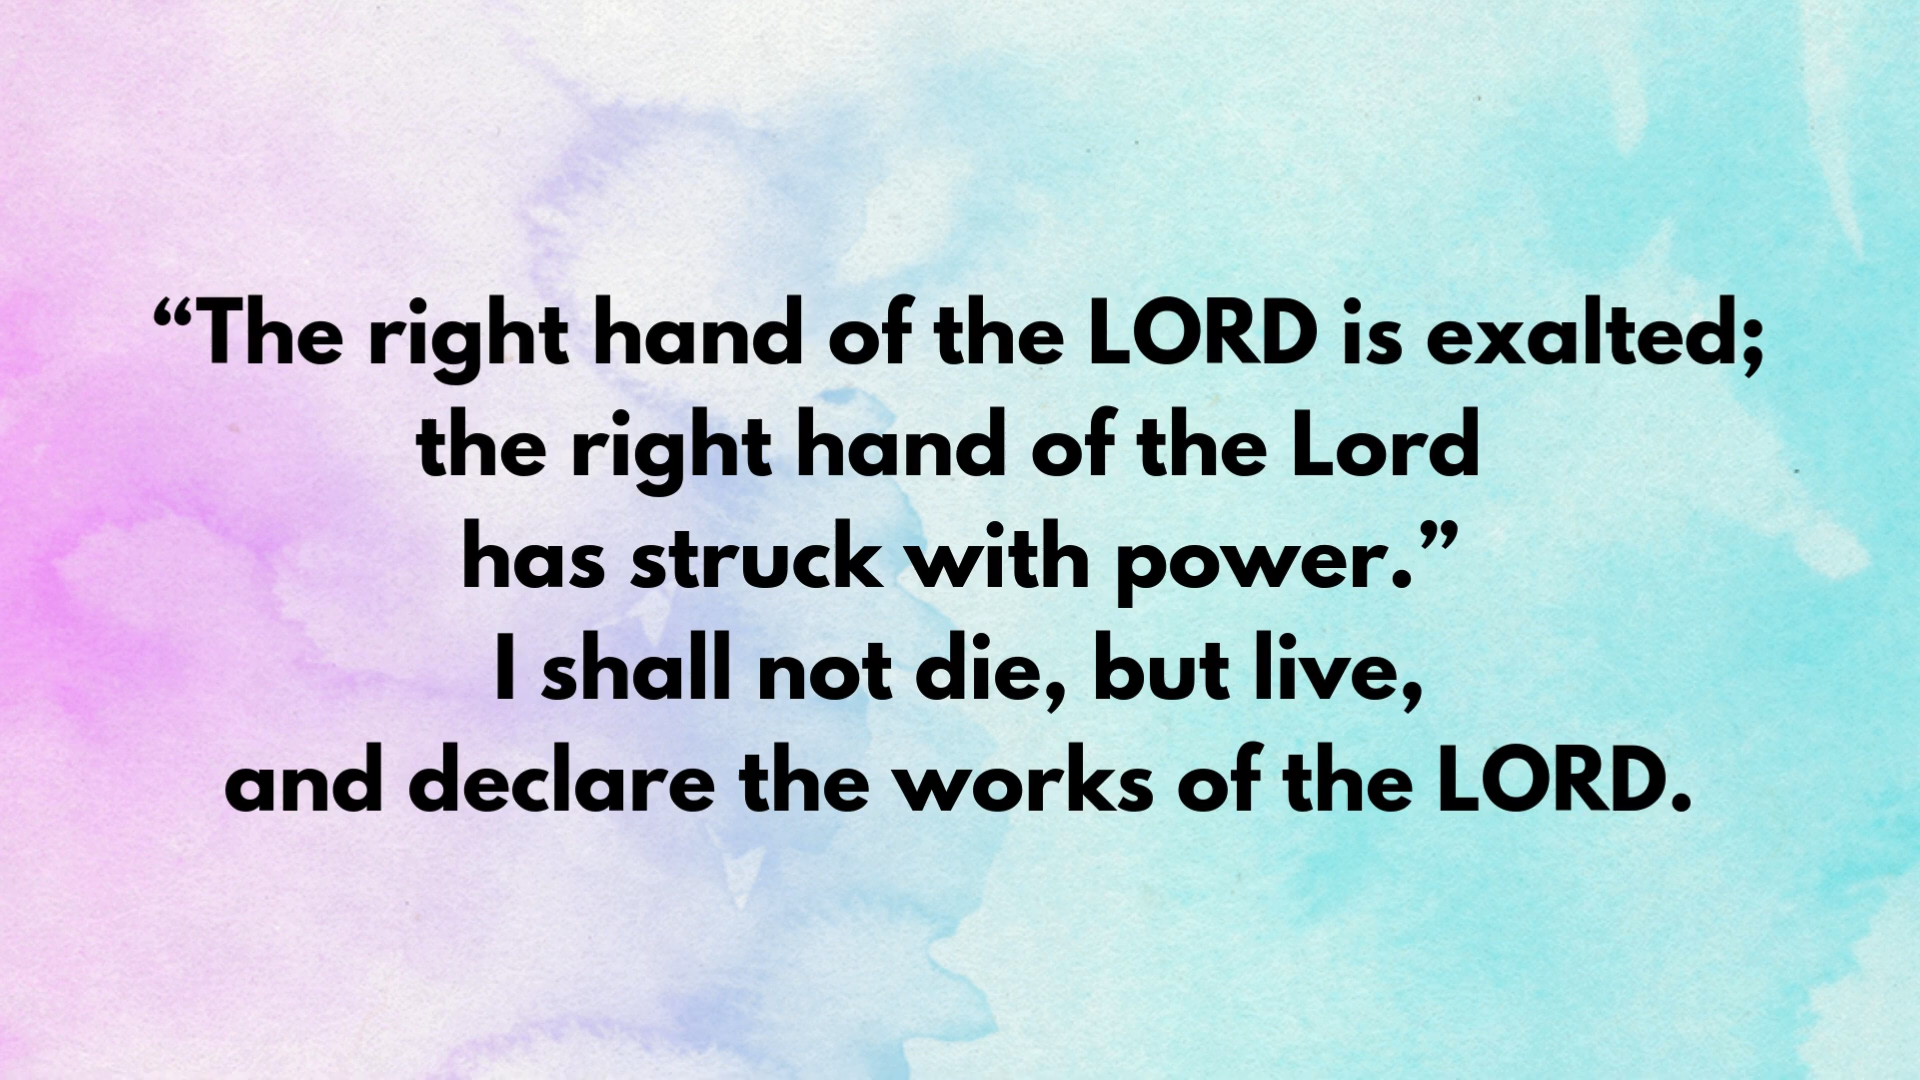 “The right hand of the LORD is exalted;
the right hand of the Lord
has struck with power.”
I shall not die, but live,
and declare the works of the LORD.